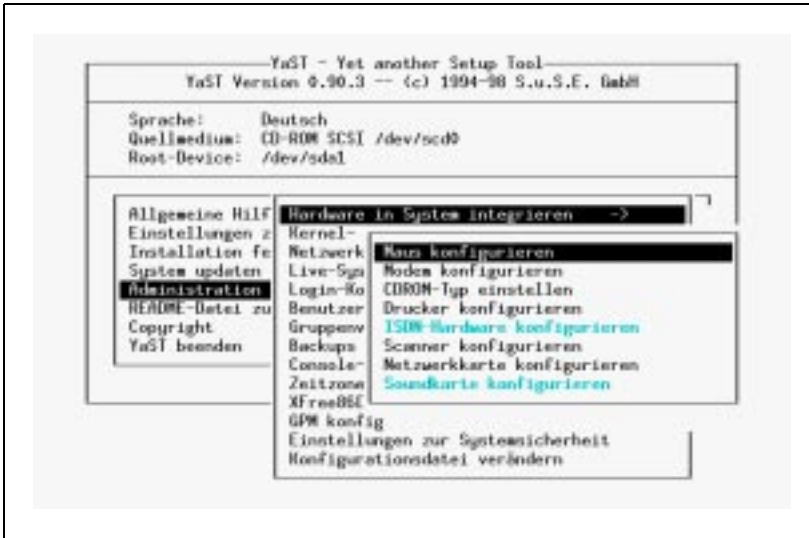 YaST - Yet another Setup Tool
YaST Version 0.90.3 -- (c) 1994-98 S.u.S.E. GmbH
Sprache: Deutsch
Quellmedium: CD-ROM SCSI /dev/scd0
Root-Device: /dev/sda1
Allgemeine Hilf
Einstellungen z
Installation fe
System updaten
Administration
README-Datei zu
Copyright
YaST beenden
Hardware in System integrieren ->
Kernel-
Netzwerk
Live-Sys
Login-Ko
Benutzer
Gruppenv
Backups
Console-
Zeitzone
XFree86[
GPM konfig
Einstellungen zur Systemsicherheit
Konfigurationsdatei verändern
Maus konfigurieren
Modem konfigurieren
CDROM-Typ einstellen
Drucker konfigurieren
ISDN-Hardware konfigurieren
Scanner konfigurieren
Netzwerkkarte konfigurieren
Soundkarte konfigurieren